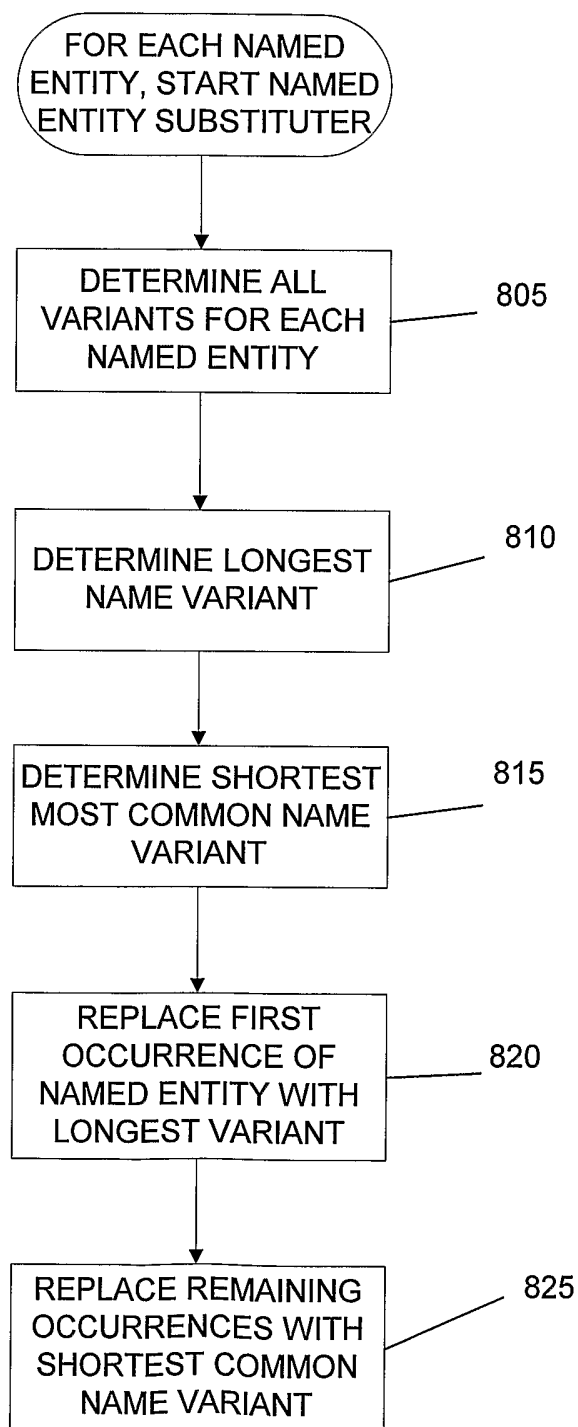 FOR EACH NAMED
ENTITY, START NAMED
ENTITY SUBSTITUTER
DETERMINE ALL
VARIANTS FOR EACH
NAMED ENTITY
805
DETERMINE LONGEST
NAME VARIANT
810
DETERMINE SHORTEST
MOST COMMON NAME
VARIANT
815
REPLACE FIRST
OCCURRENCE OF
NAMED ENTITY WITH
LONGEST VARIANT
820
REPLACE REMAINING
OCCURRENCES WITH
SHORTEST COMMON
NAME VARIANT
825